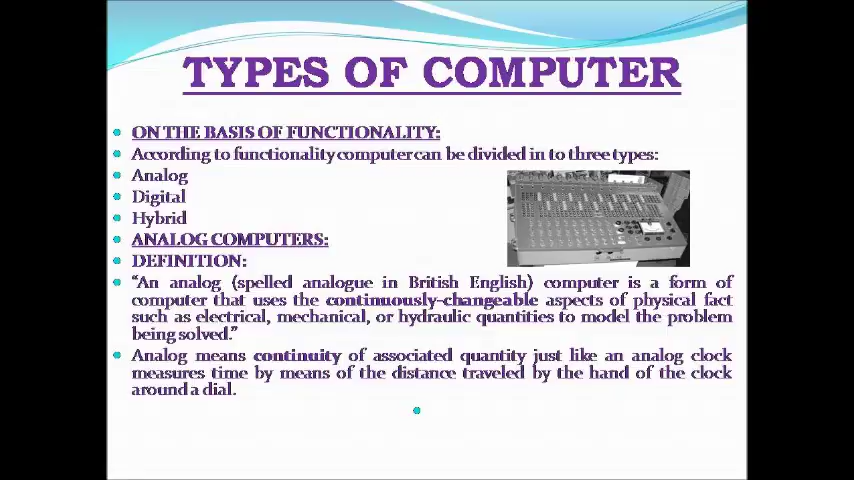 TYPES OF COMPUTER
ON THE BASIS OF FUNCTIONALITY:
According to functionality computer can be divided in to three types:
Analog
Digital
Hybrid
ANALOG COMPUTERS:
DEFINITION:
“An analog (spelled analogue in British English) computer is a form of
computer that uses the continuously-changeable aspects of physical fact
such as electrical, mechanical, or hydraulic quantities to model the problem
being solved.”
Analog means continuity of associated quantity just like an analog clock
measures time by means of the distance traveled by the hand of the clock
around a dial.